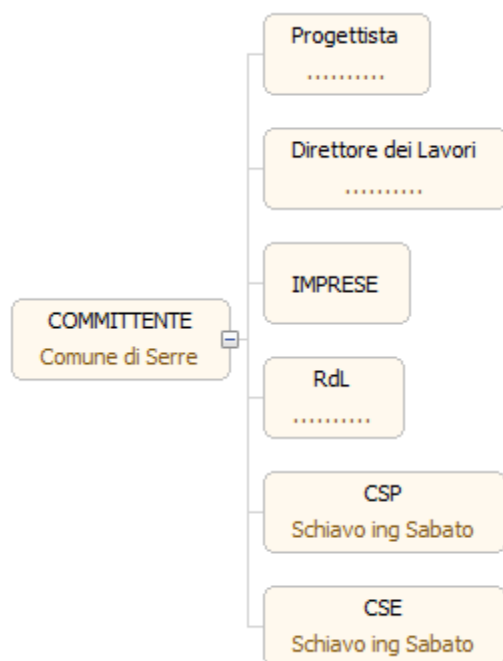 Progettista
..........
Direttore dei Lavori
..........
IMPRESE
COMMITTENTE
Comune di Serre
RdL
..........
CSP
Schiavo ing Sabato
CSE
Schiavo ing Sabato